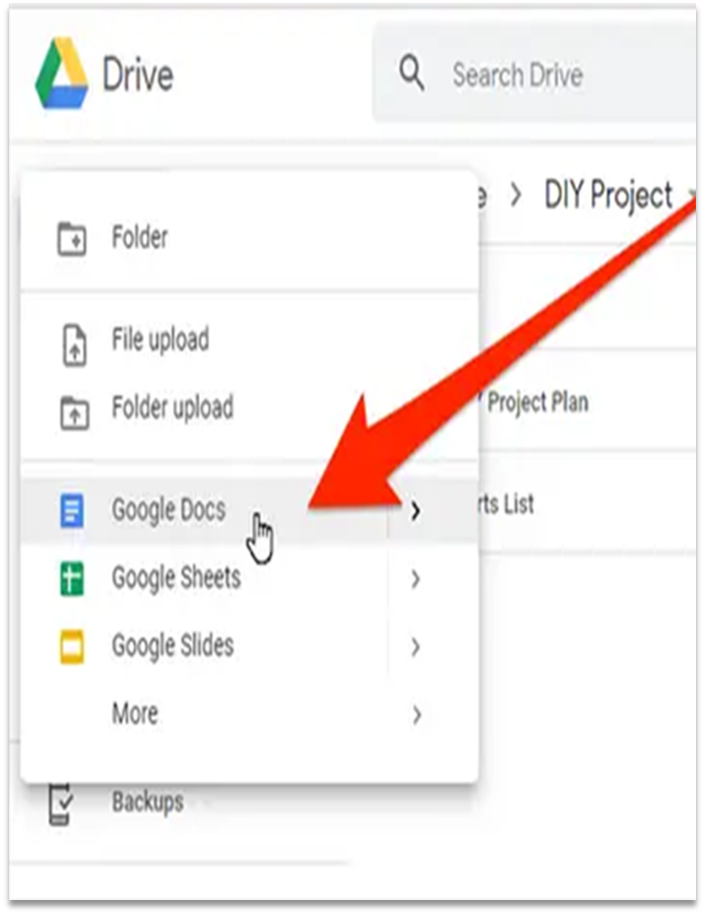 Drive
Search Drive
e > DIY Project
Folder
File upload
Folder upload
Project Plan
Google Docs
rts List
Google Sheets
Google Slides
More
Backups